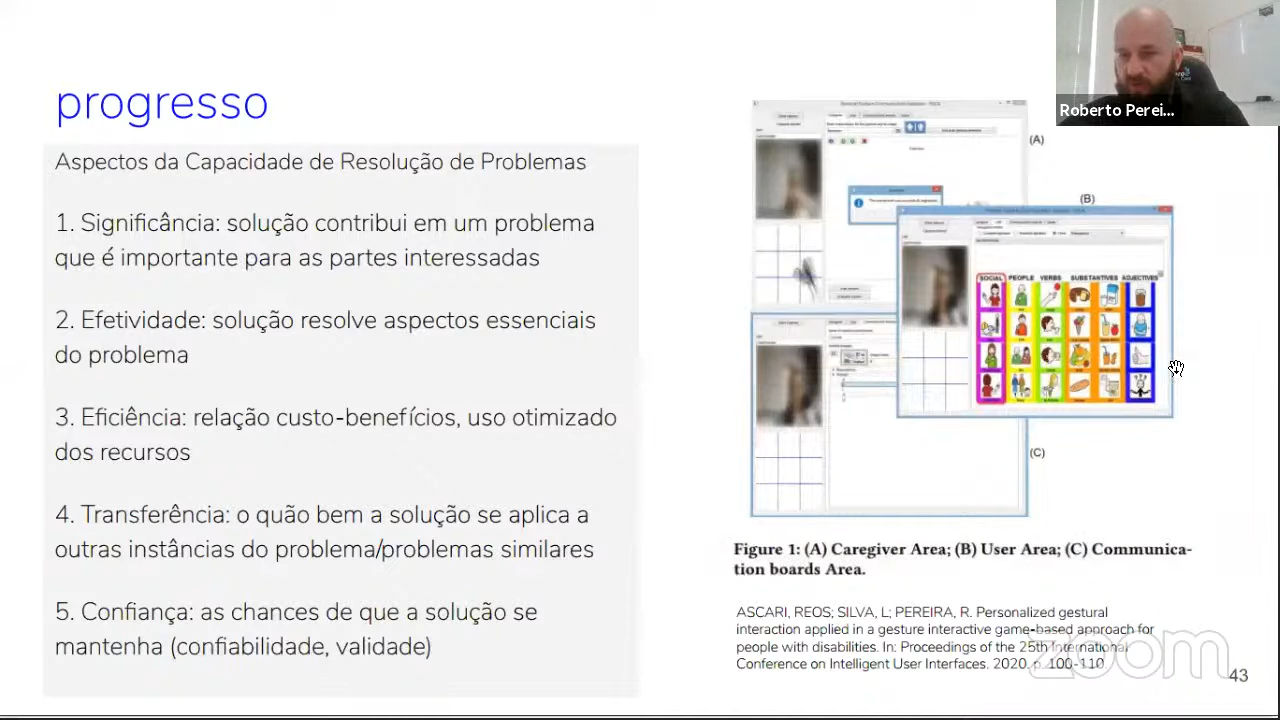 Roberto Perei...
progresso
Aspectos da Capacidade de Resolução de Problemas
1. Significância: solução contribui em um problema
que é importante para as partes interessadas
2. Efetividade: solução resolve aspectos essenciais
do problema
3. Eficiência: relação custo-benefícios, uso otimizado
dos recursos
4. Transferência: o quão bem a solução se aplica a
outras instâncias do problema/problemas similares
5. Confiança: as chances de que a solução se
mantenha (confiabilidade, validade)
(A)
(B)
SOCIAL PEOPLE VERBS SUBSTANTIVES ADJECTIVES
(C)
Figure 1: (A) Caregiver Area; (B) User Area; (C) Communica-
tion boards Area.
ASCARI, REOS; SILVA, L; PEREIRA, R. Personalized gestural
interaction applied in a gesture interactive game-based approach for
people with disabilities. In: Proceedings of the 25th International
Conference on Intelligent User Interfaces. 2020. p. 100-110.
zoom
43